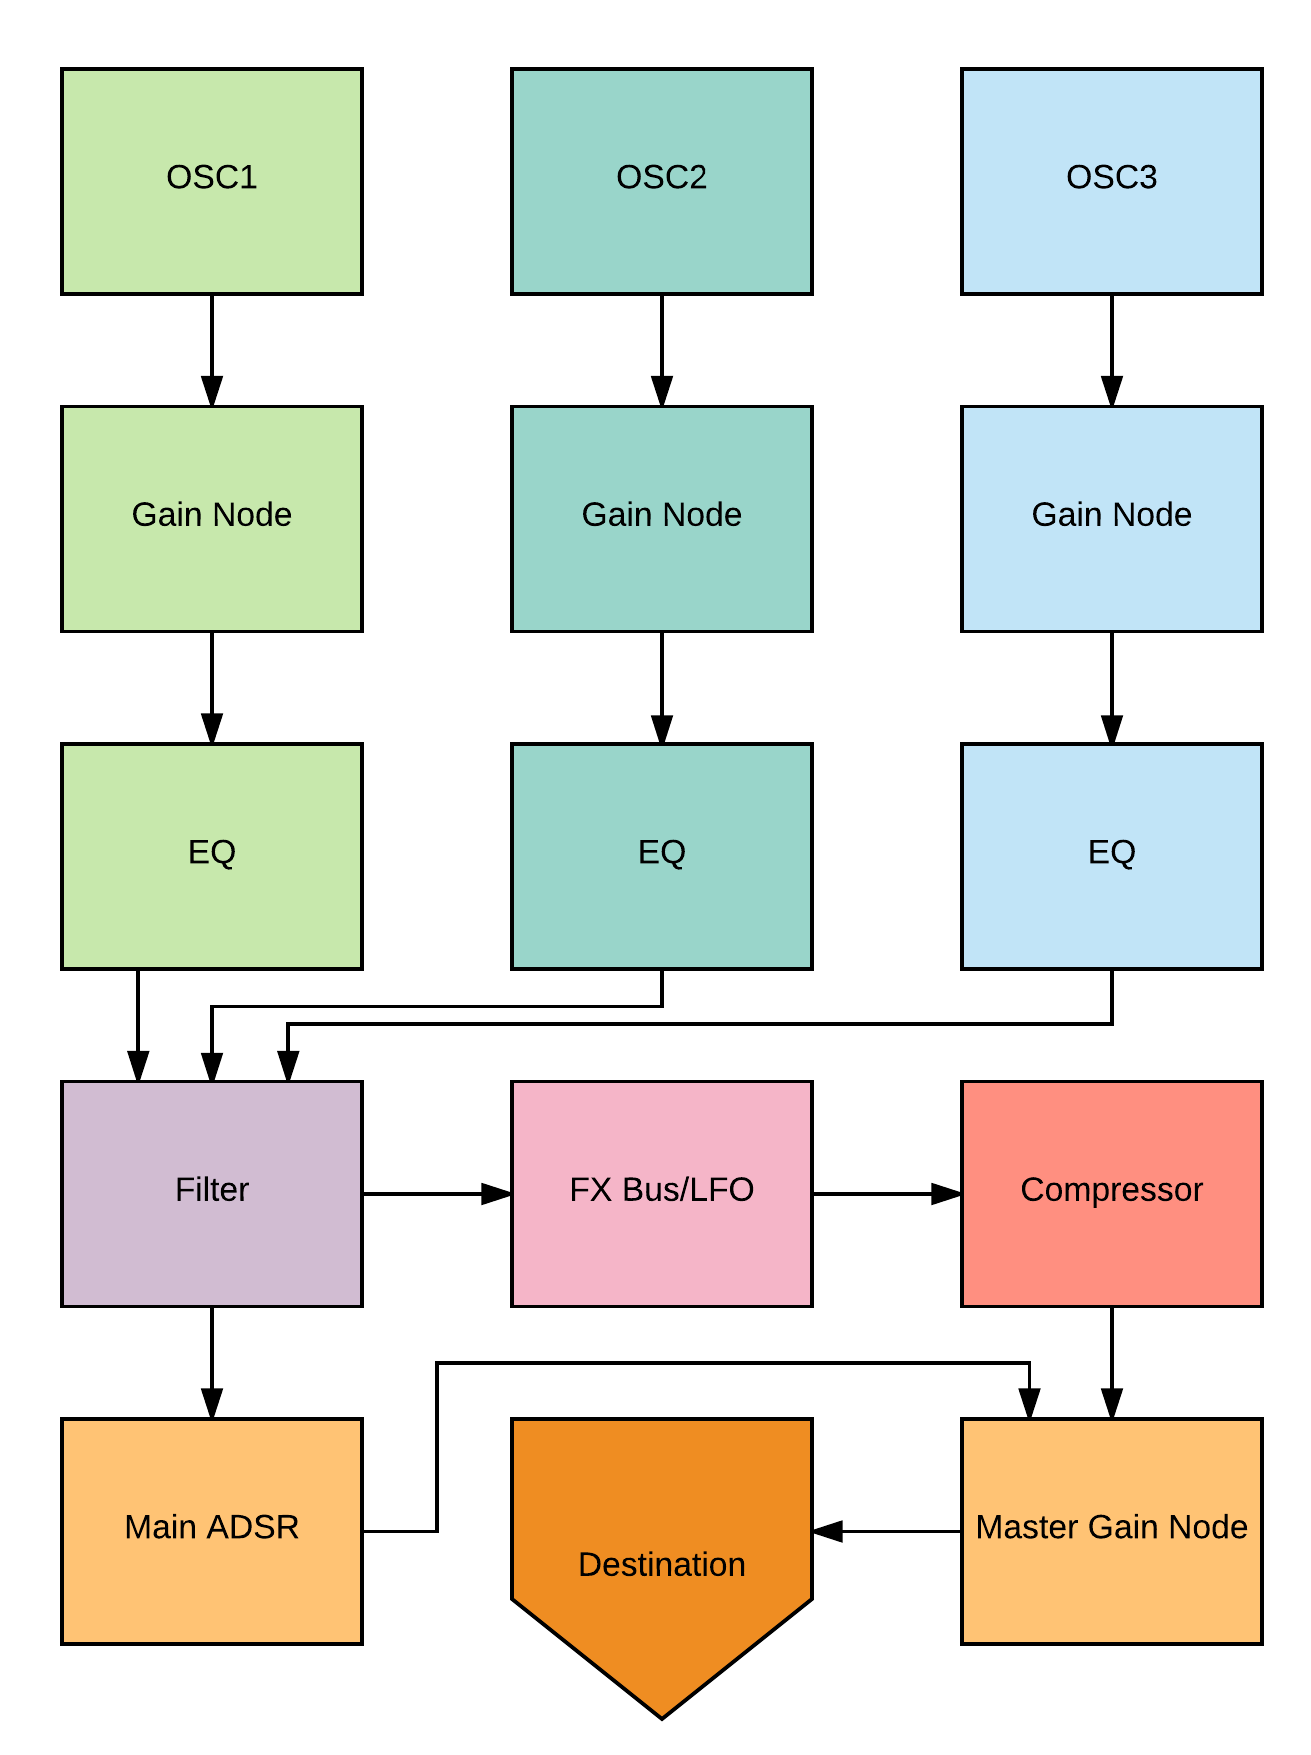 OSC1
OSC2
OSC3
Gain Node
Gain Node
Gain Node
EQ
EQ
EQ
Filter
FX Bus/LFO
Compressor
Main ADSR
Destination
Master Gain Node